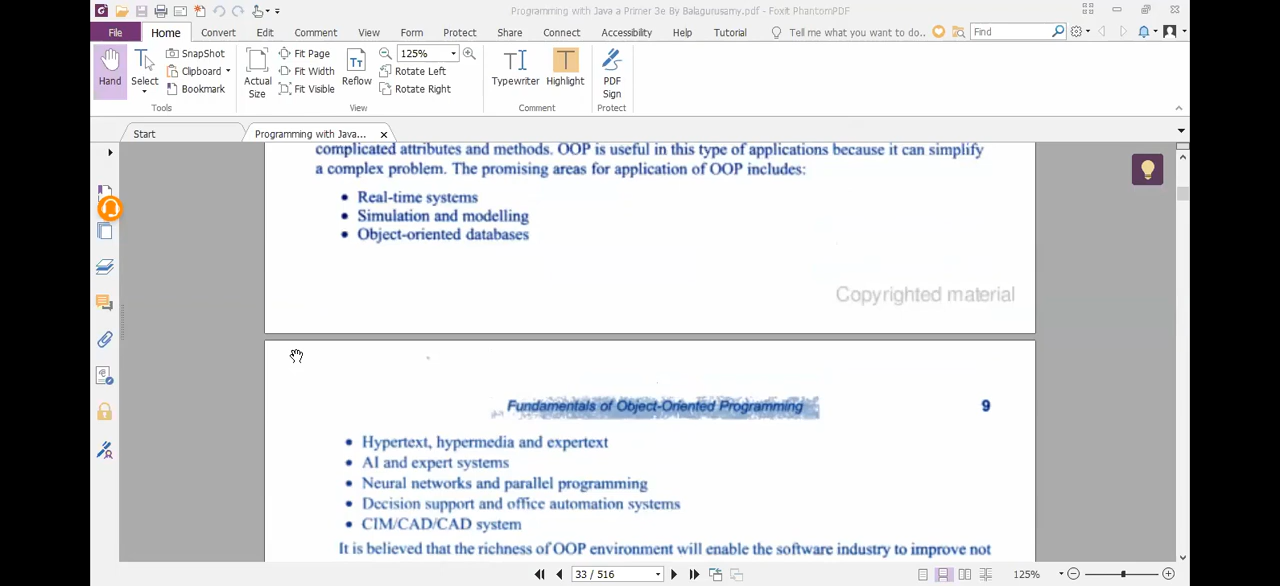 Programming with Java a Primer 3e By Balagurusamy.pdf - Foxit PhantomPDF
File Home Convert Edit Comment View Form Protect Share Connect Accessibility Help Tutorial Tell me what you want to do.. Find
Hand
Select
SnapShot
Clipboard
Bookmark
Tools
Actual
Size
Fit Page
Fit Width
Fit Visible
Reflow
125%
Rotate Left
Rotate Right
View
Typewriter
Highlight
Comment
PDF
Sign
Protect
Start
Programming with Java...
complicated attributes and methods. OOP is useful in this type of applications because it can simplify
a complex problem. The promising areas for application of OOP includes:
• Real-time systems
• Simulation and modelling
• Object-oriented databases
Copyrighted material
Fundamentals of Object-Oriented Programming 9
• Hypertext, hypermedia and expertext
• AI and expert systems
• Neural networks and parallel programming
• Decision support and office automation systems
• CIM/CAD/CAD system
It is believed that the richness of OOP environment will enable the software industry to improve not
33 / 516
125%